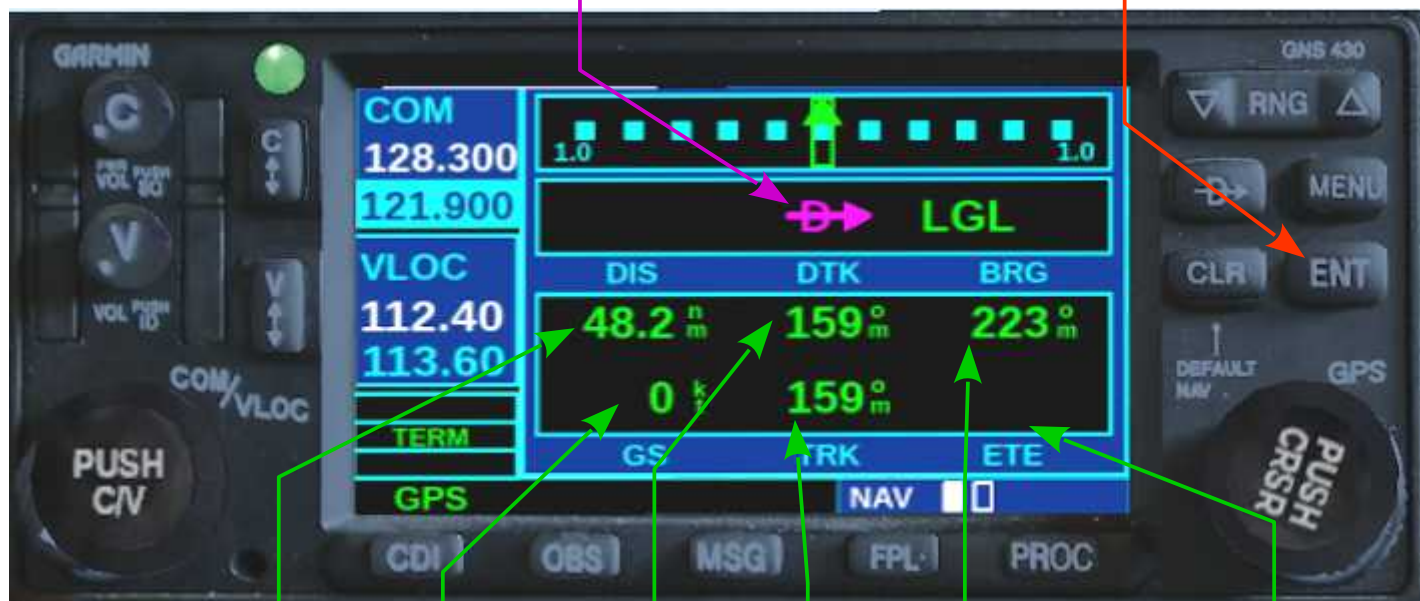 GARMIN
GNS 430
C
PWR VOL PUSH SQ
C
V
VOL PUSH ID
V
COM/VLOC
PUSH C/V
COM
128.300
121.900
VLOC
112.40
113.60
TERM
GPS
1.0 1.0
D LGL
DIS DTK BRG
48.2 nm 159°m 223°m
0 kt 159°m
GS TRK ETE
NAV
RNG
D MENU
CLR ENT
DEFAULT NAV
GPS
PUSH CRSR
CDI OBS MSG FPL PROC